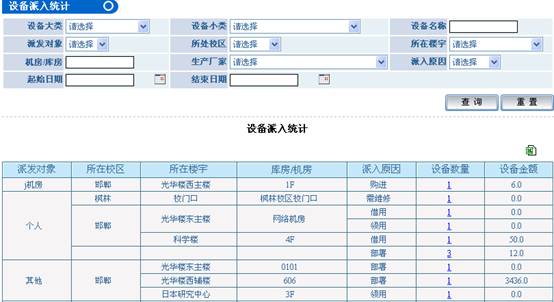 设备派入统计
设备大类 请选择 设备小类 请选择 设备名称
派发对象 请选择 所处校区 请选择 所在楼宇 请选择
机房/库房 生产厂家 请选择 派入原因 请选择
起始日期 结束日期
查 询 重 置
设备派入统计
派发对象 所在校区 所在楼宇 库房/机房 派入原因 设备数量 设备金额
j机房 邯郸 光华楼西主楼 1F 购进 1 6.0
个人 枫林 校门口 枫林校区校门口 需维修 1 0.0
邯郸 光华楼东主楼 网络机房 借用 1 0.0
领用 1 0.0
科学楼 4F 借用 1 50.0
部署 3 12.0
其他 邯郸 光华楼东主楼 0101 部署 1 0.0
光华楼西辅楼 606 部署 1 3436.0
日本研究中心 3F 领用 1 0.0